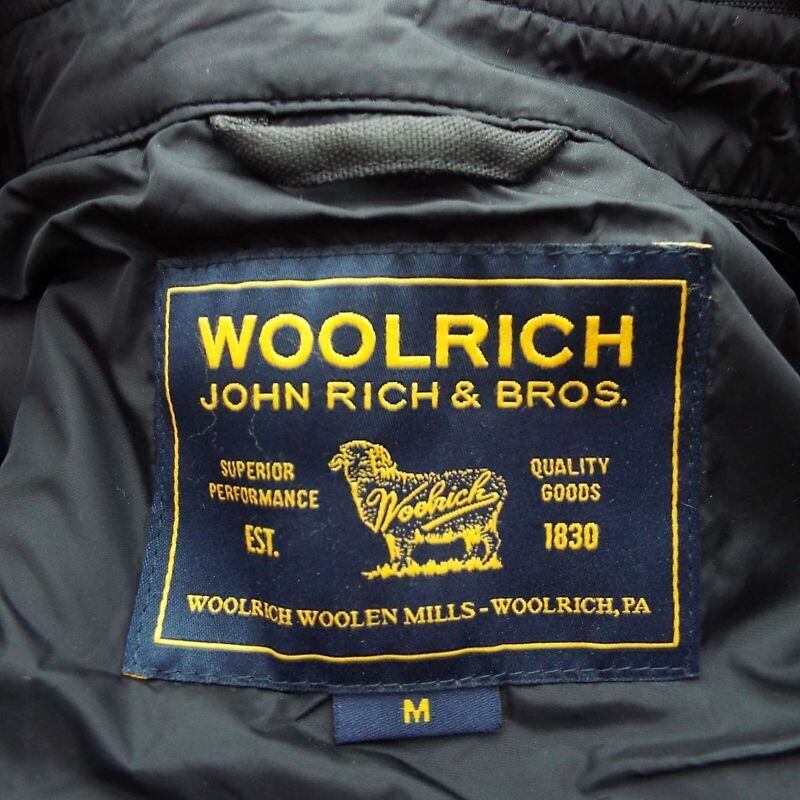 WOOLRICH
JOHN RICH & BROS.
SUPERIOR
PERFORMANCE
EST.
Woolrich
QUALITY
GOODS
1830
WOOLRICH WOOLEN MILLS - WOOLRICH, PA
M